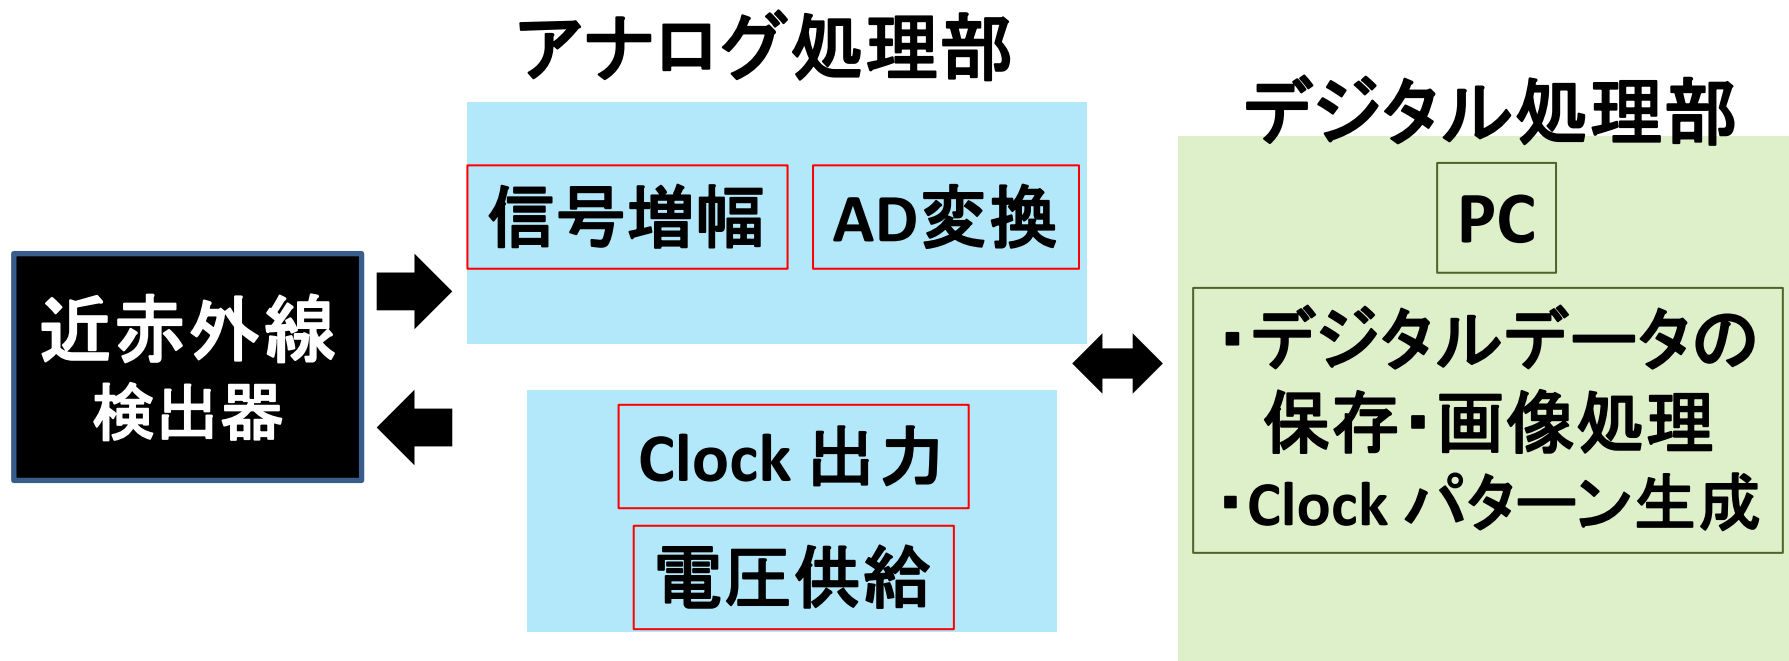 アナログ処理部
信号増幅
AD変換
近赤外線
検出器
Clock 出力
電圧供給
デジタル処理部
PC
・デジタルデータの
保存・画像処理
・Clock パターン生成